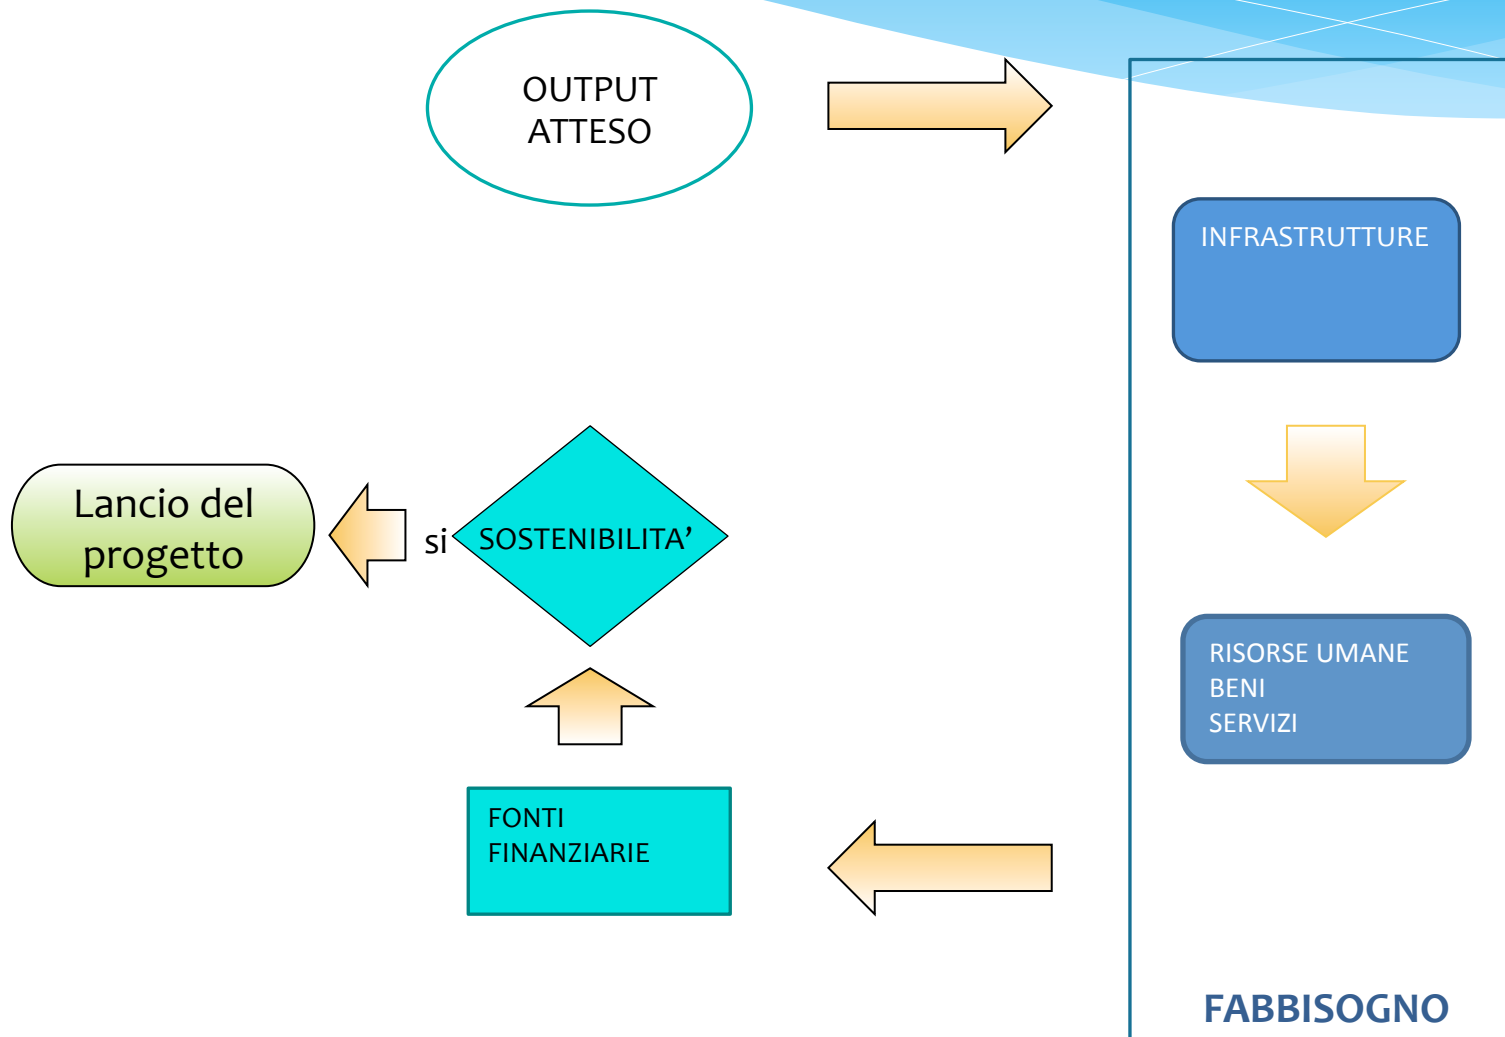 OUTPUT
ATTESO
INFRASTRUTTURE
Lancio del
progetto
si
SOSTENIBILITA’
RISORSE UMANE
BENI
SERVIZI
FONTI
FINANZIARIE
FABBISOGNO